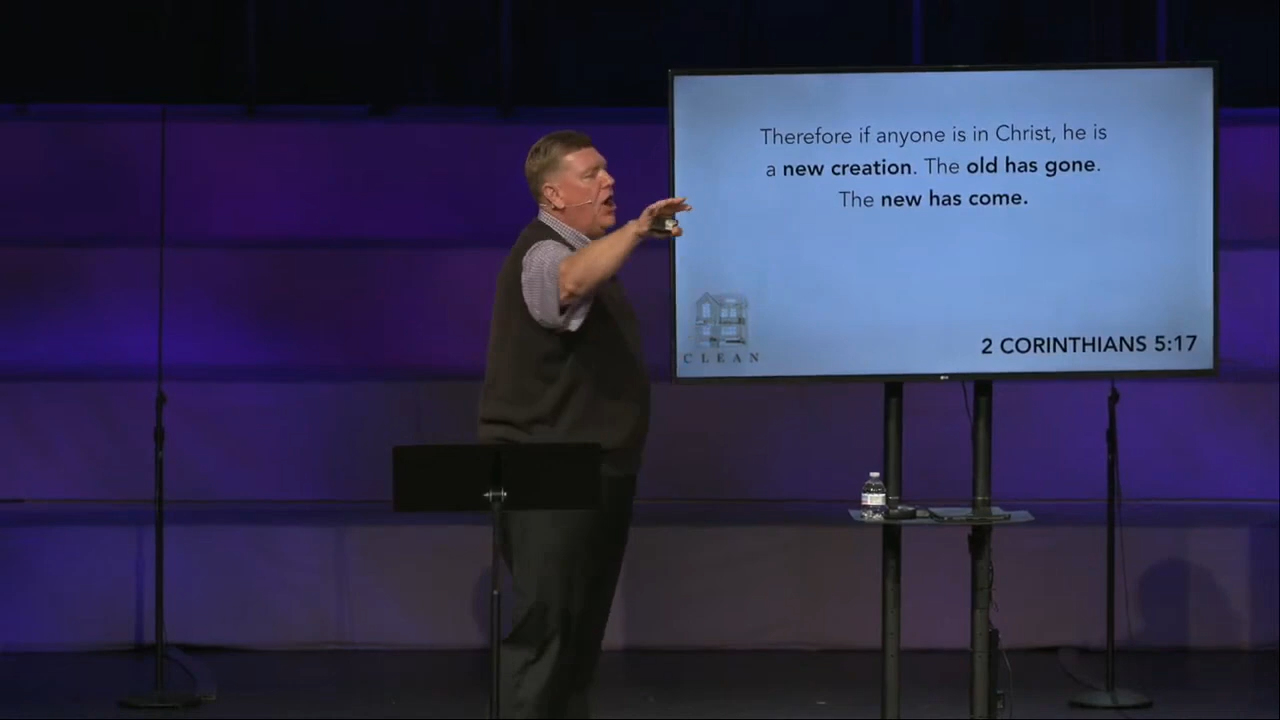 Therefore if anyone is in Christ, he is
a new creation. The old has gone.
The new has come.
CLEAN
2 CORINTHIANS 5:17